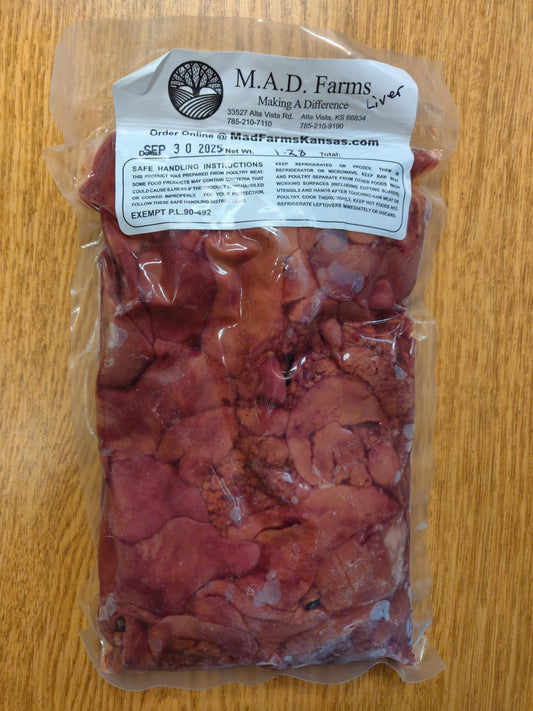 M.A.D. Farms
Making A Difference
Liver
33527 Alta Vista Rd. Alta Vista, KS 66834
785-210-7110 785-210-9190
Order Online @ MadFarmsKansas.com
Date: SEP 30 2025 Net Wt. 1.28 Total:
SAFE HANDLING INSTRUCTIONS
THIS PRODUCT WAS PREPARED FROM POULTRY MEAT.
SOME FOOD PRODUCTS MAY CONTAIN BACTERIA THAT
COULD CAUSE ILLNESS IF THE PRODUCT IS MISHANDLED
OR COOKED IMPROPERLY. FOR YOUR PROTECTION,
FOLLOW THESE SAFE HANDLING INSTRUCTIONS.
EXEMPT P.L.90-492
KEEP REFRIGERATED OR FROZEN, THAW IN
REFRIGERATOR OR MICROWAVE, KEEP RAW MEAT
AND POULTRY SEPARATE FROM OTHER FOODS. WASH
WORKING SURFACES (INCLUDING CUTTING BOARDS),
UTENSILS AND HANDS AFTER TOUCHING RAW MEAT OR
POULTRY. COOK THOROUGHLY. KEEP HOT FOODS HOT.
REFRIGERATE LEFTOVERS IMMEDIATELY OR DISCARD.